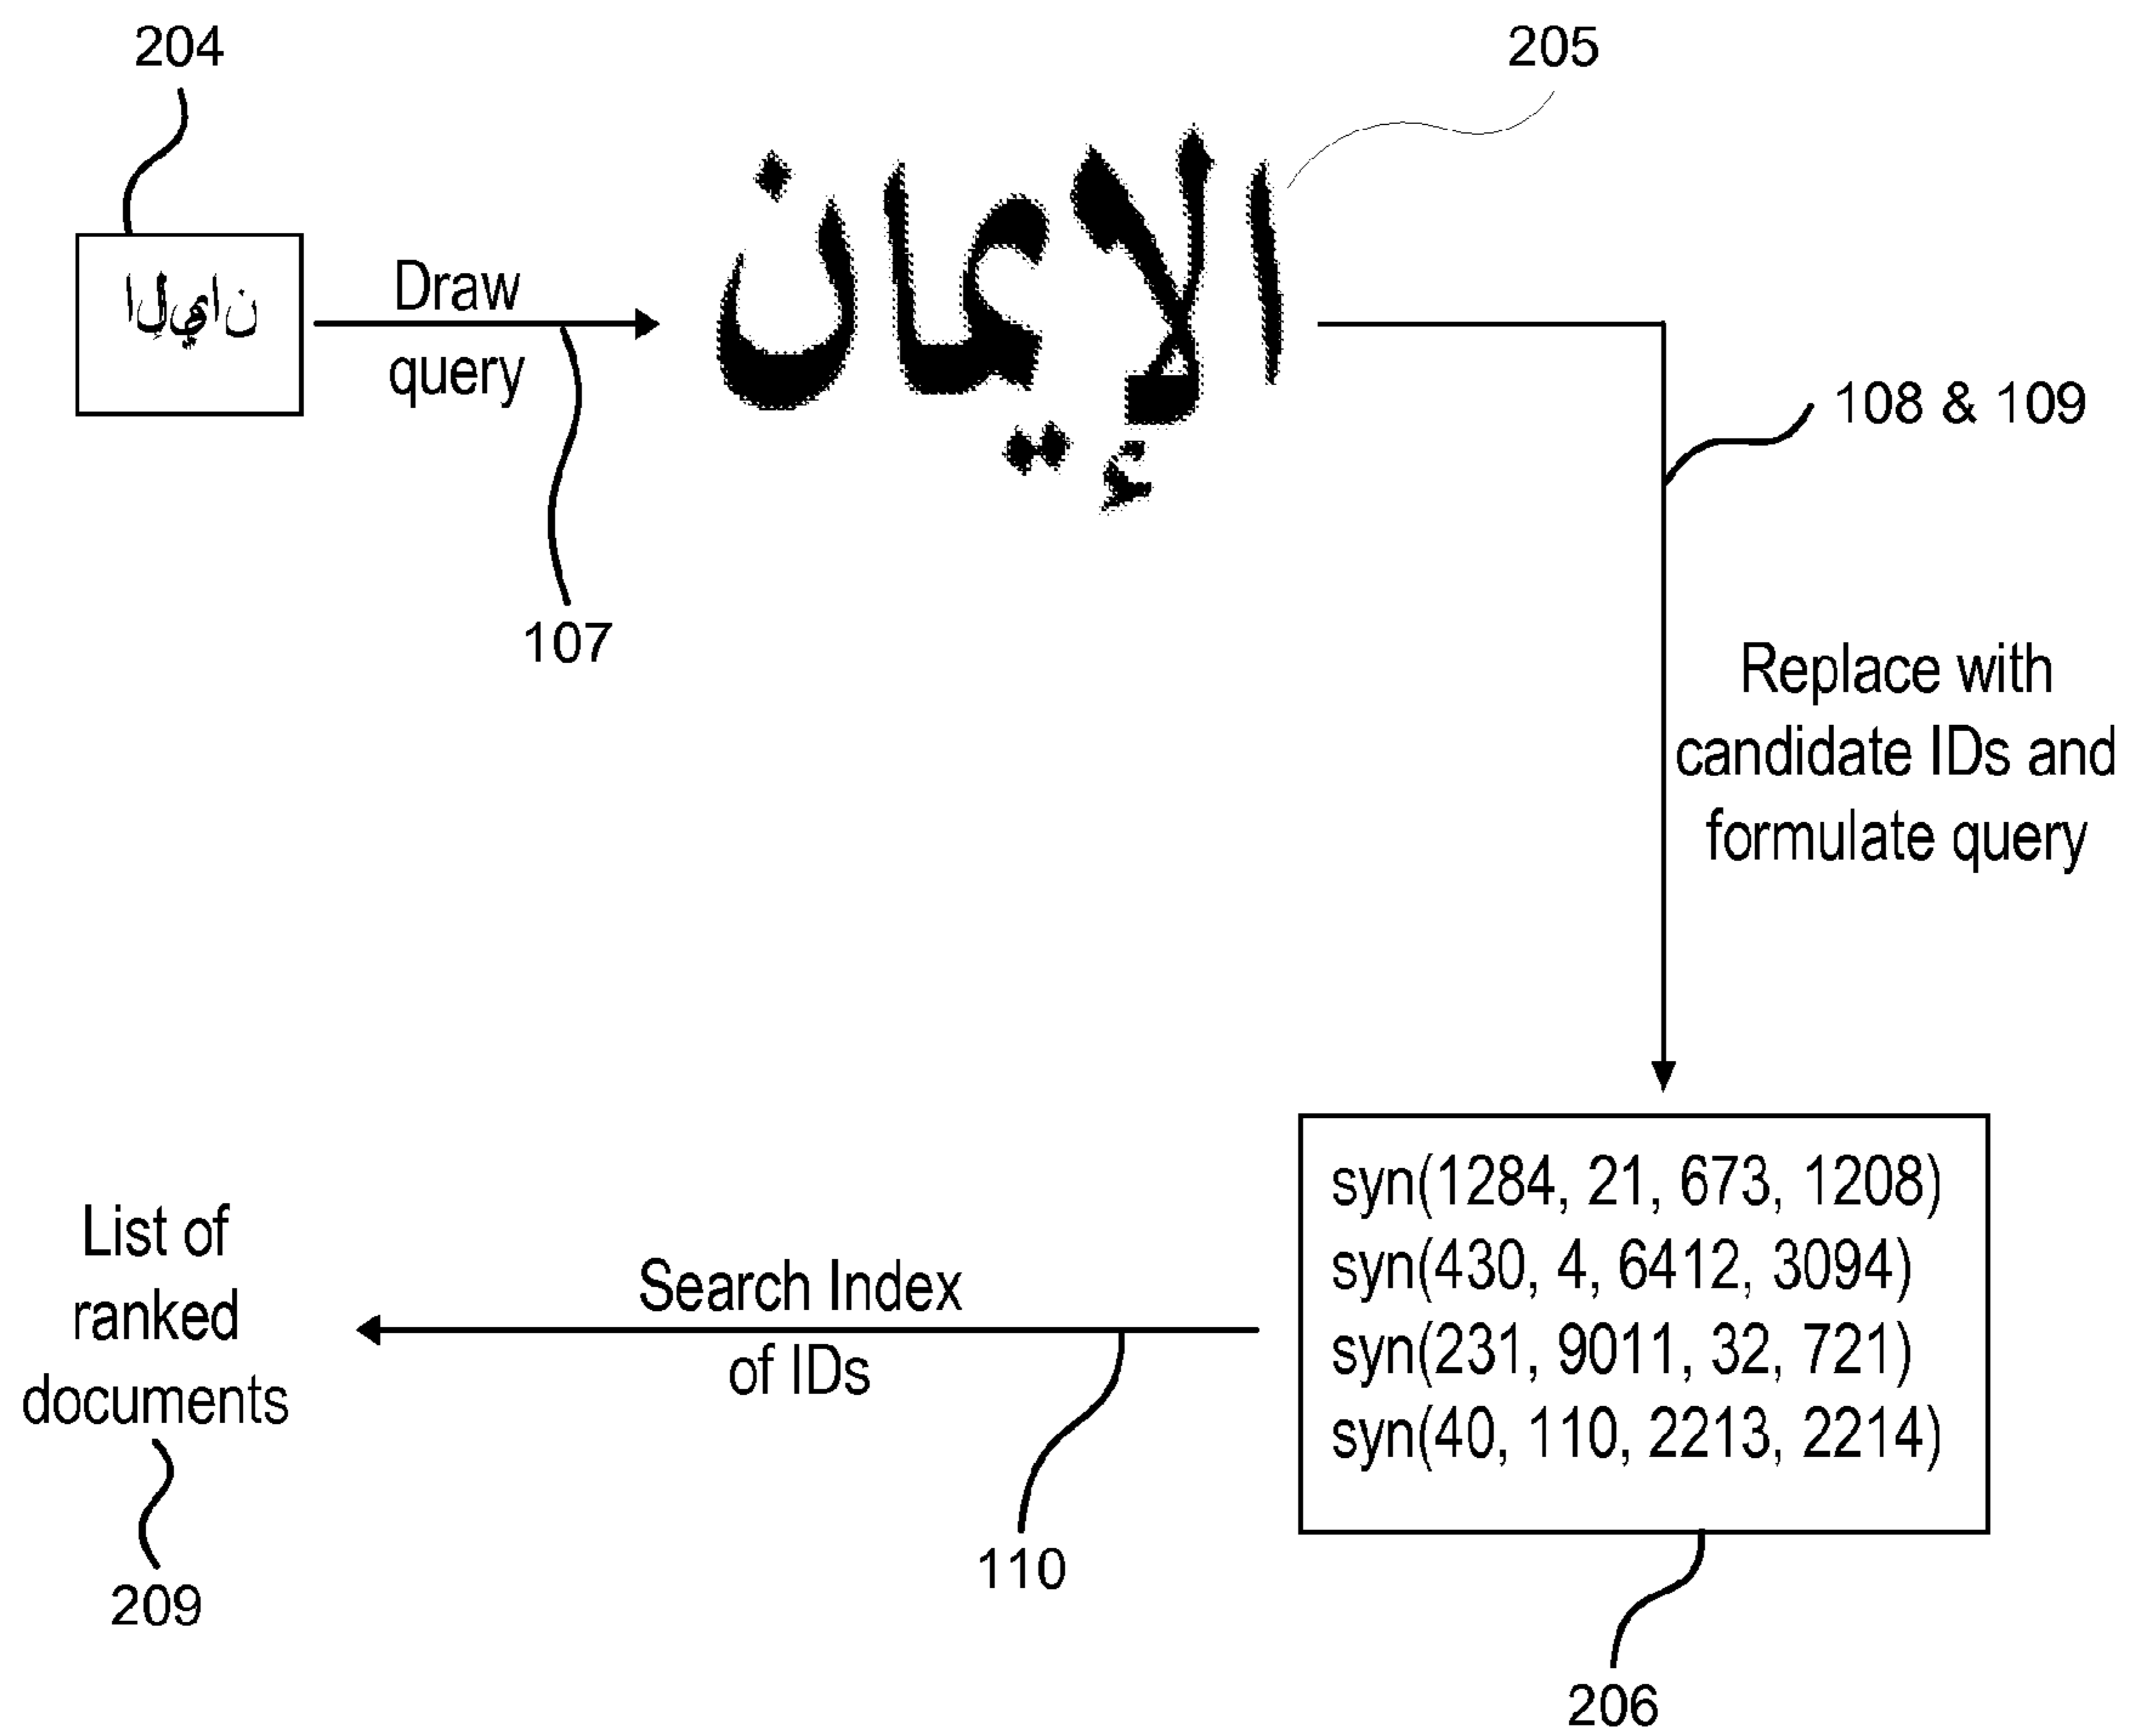 204
205
Draw
query
الإيمان
108 & 109
107
Replace with
candidate IDs and
formulate query
syn(1284, 21, 673, 1208)
syn(430, 4, 6412, 3094)
syn(231, 9011, 32, 721)
syn(40, 110, 2213, 2214)
206
Search Index
of IDs
110
List of
ranked
documents
209